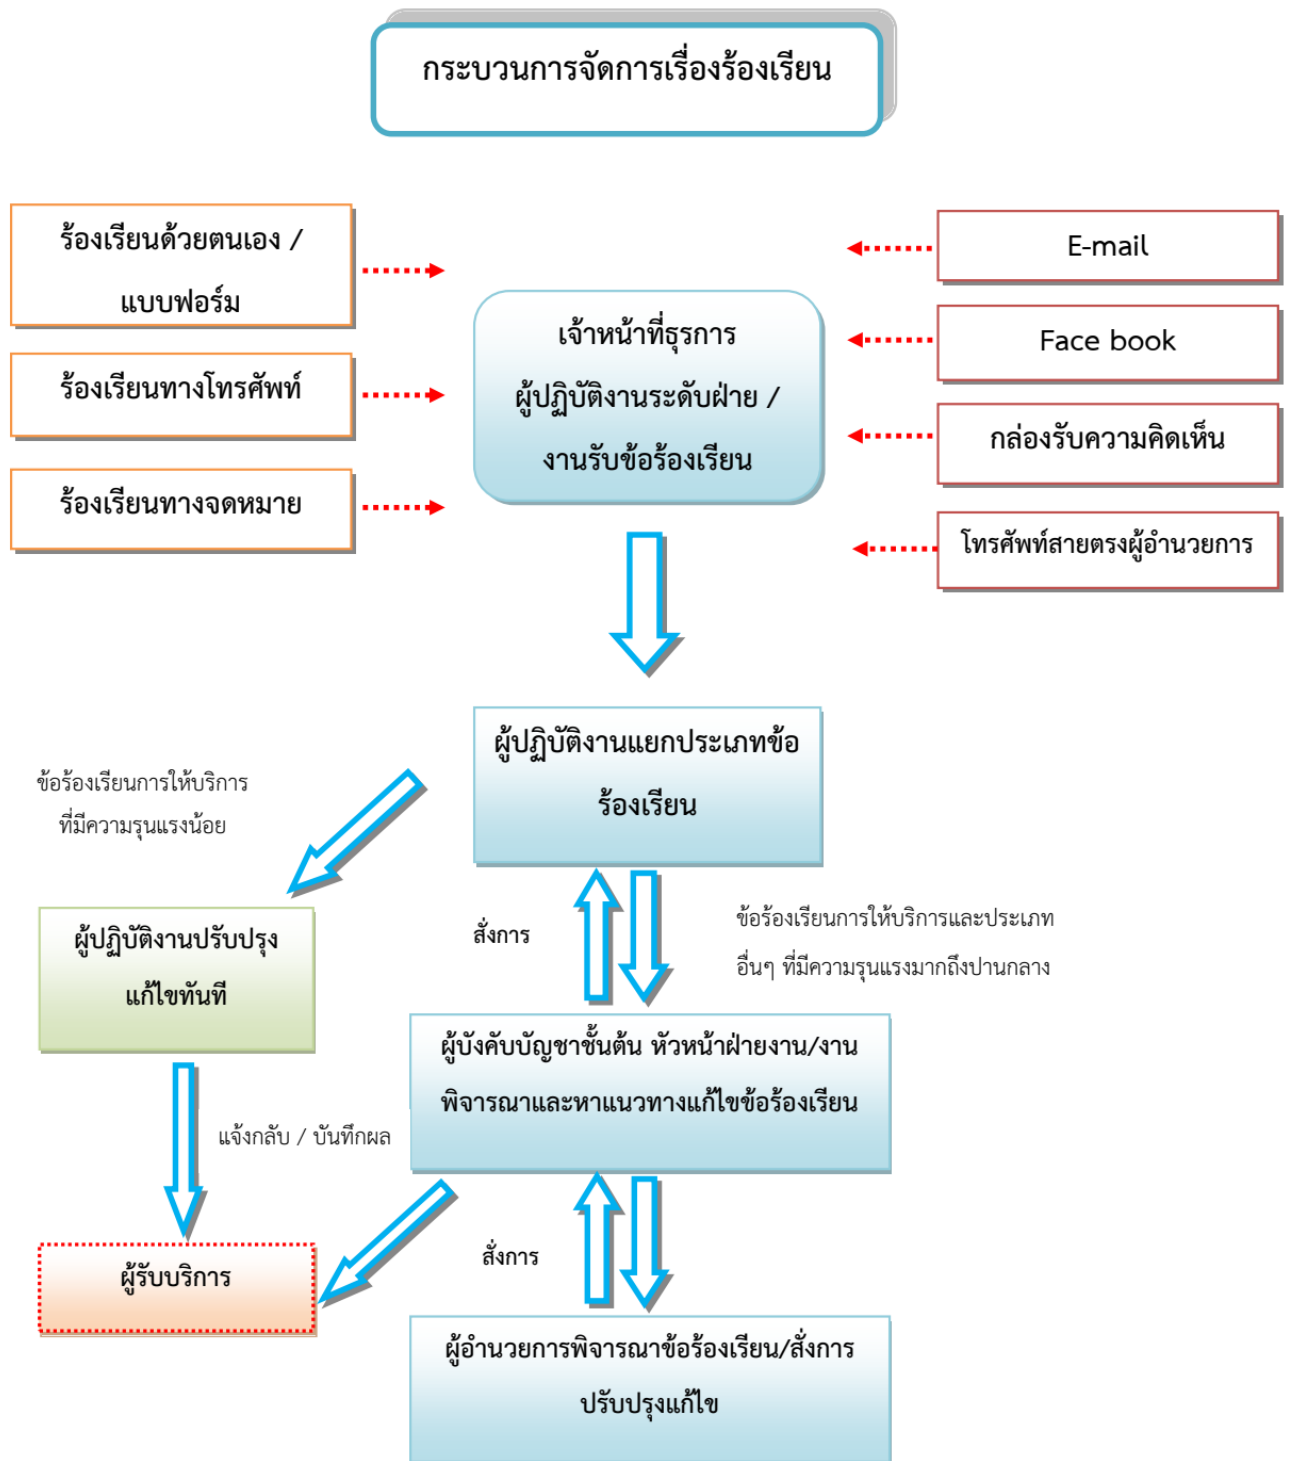 กระบวนการจัดการเรื่องร้องเรียน
ร้องเรียนด้วยตนเอง /
แบบฟอร์ม
ร้องเรียนทางโทรศัพท์
ร้องเรียนทางจดหมาย
เจ้าหน้าที่ธุรการ
ผู้ปฏิบัติงานระดับฝ่าย /
งานรับข้อร้องเรียน
E-mail
Face book
กล่องรับความคิดเห็น
โทรศัพท์สายตรงผู้อำนวยการ
ผู้ปฏิบัติงานแยกประเภทข้อ
ร้องเรียน
ข้อร้องเรียนการให้บริการ
ที่มีความรุนแรงน้อย
ผู้ปฏิบัติงานปรับปรุง
แก้ไขทันที
สั่งการ
ข้อร้องเรียนการให้บริการและประเภท
อื่นๆ ที่มีความรุนแรงมากถึงปานกลาง
ผู้บังคับบัญชาชั้นต้น หัวหน้าฝ่ายงาน/งาน
พิจารณาและหาแนวทางแก้ไขข้อร้องเรียน
แจ้งกลับ / บันทึกผล
ผู้รับบริการ
สั่งการ
ผู้อำนวยการพิจารณาข้อร้องเรียน/สั่งการ
ปรับปรุงแก้ไข